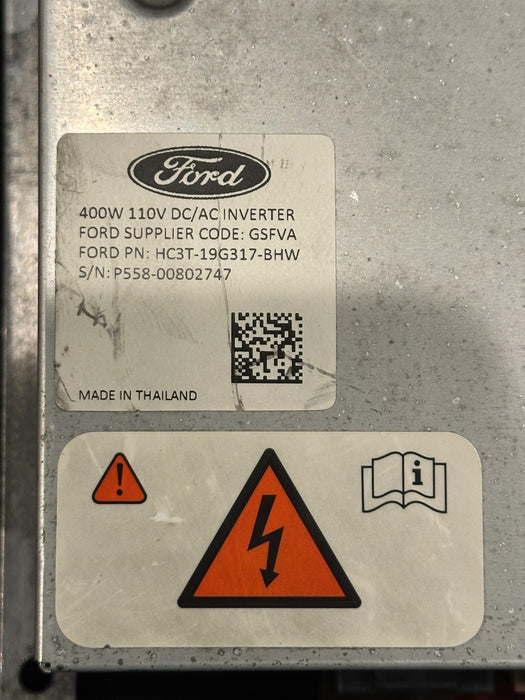 Ford
400W 110V DC/AC INVERTER
FORD SUPPLIER CODE: GSFVA
FORD PN: HC3T-19G317-BHW
S/N: P558-00802747
MADE IN THAILAND
!
i